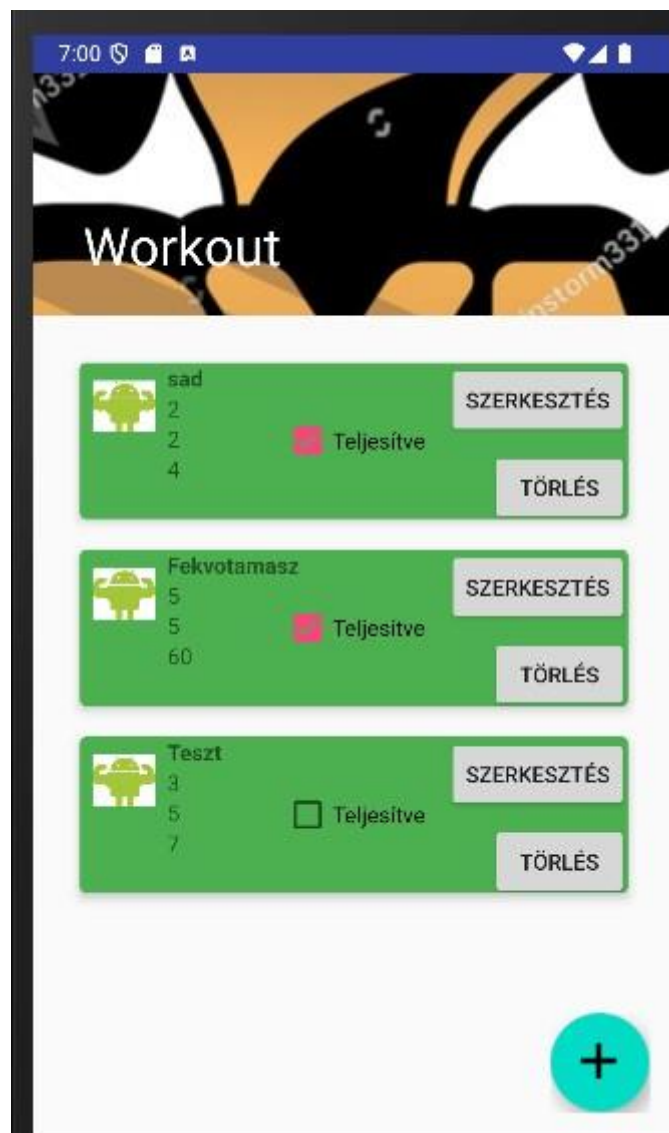 7:00
Workout
sad
2
2
4
Teljesítve
SZERKESZTÉS
TÖRLÉS
Fekvotamasz
5
5
60
Teljesítve
SZERKESZTÉS
TÖRLÉS
Teszt
3
5
7
Teljesítve
SZERKESZTÉS
TÖRLÉS
+